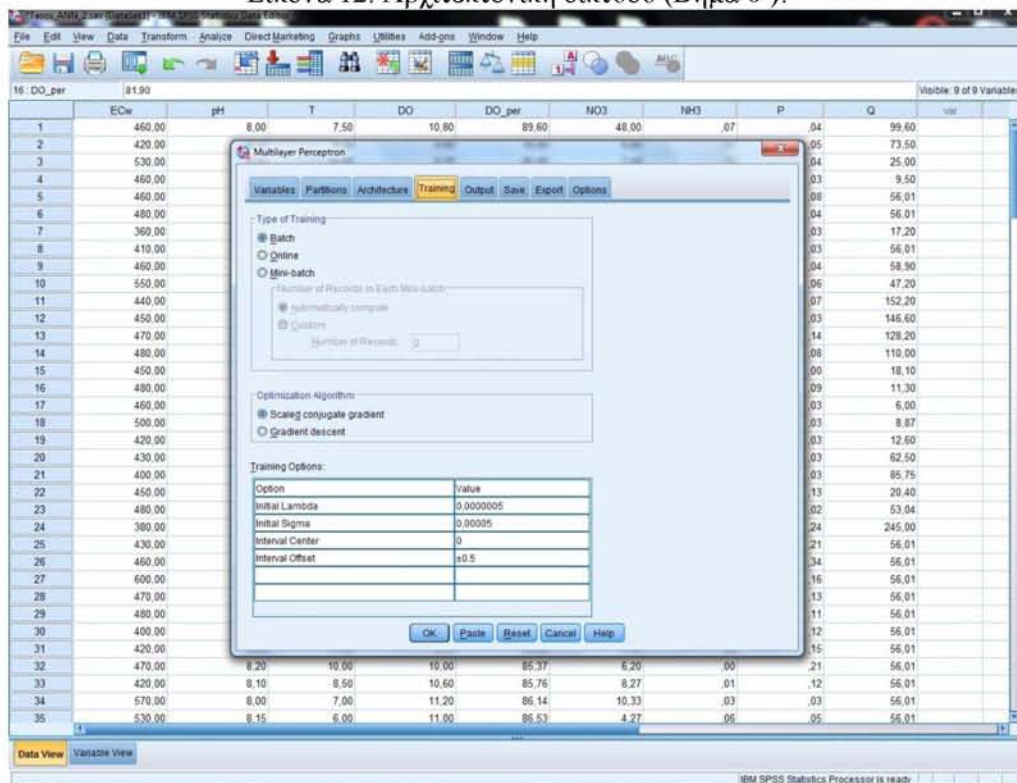 Εικόνα 12. Αρχιτεκτονική δικτύου (Βήμα 6ο).
*Tasos_ANN_2.sav [DataSet1] - IBM SPSS Statistics Data Editor
File Edit View Data Transform Analyze Direct Marketing Graphs Utilities Add-ons Window Help
16 : DO_per 81.90 Visible: 9 of 9 Variables
ECw pH T DO DO_per NO3 NH3 P Q var
1 460,00 8,00 7,50 10,80 89,60 48,00 ,07 ,04 99,60
2 420,00 ,05 73,50
3 530,00 ,04 25,00
4 460,00 ,03 9,50
5 460,00 ,08 56,01
6 480,00 ,04 56,01
7 360,00 ,03 17,20
8 410,00 ,03 56,01
9 460,00 ,04 58,90
10 550,00 ,06 47,20
11 440,00 ,07 152,20
12 450,00 ,03 146,60
13 470,00 ,14 128,20
14 480,00 ,08 110,00
15 450,00 ,00 18,10
16 480,00 ,09 11,30
17 460,00 ,03 6,00
18 500,00 ,03 8,87
19 420,00 ,03 12,60
20 430,00 ,03 62,50
21 400,00 ,03 85,75
22 450,00 ,13 20,40
23 480,00 ,02 53,04
24 380,00 ,24 245,00
25 430,00 ,21 56,01
26 460,00 ,34 56,01
27 600,00 ,16 56,01
28 470,00 ,13 56,01
29 480,00 ,11 56,01
30 400,00 ,12 56,01
31 420,00 ,15 56,01
32 470,00 8,20 10,00 10,00 85,37 6,20 ,00 ,21 56,01
33 420,00 8,10 8,50 10,60 85,76 8,27 ,01 ,12 56,01
34 570,00 8,00 7,00 11,20 86,14 10,33 ,03 ,03 56,01
35 530,00 8,15 6,00 11,00 86,53 4,27 ,06 ,05 56,01
Multilayer Perceptron
Variables Partitions Architecture Training Output Save Export Options
Type of Training
Batch
Online
Mini-batch
Number of Records in Each Mini-batch
Automatically compute
Custom
Number of Records: 0
Optimization Algorithm
Scaled conjugate gradient
Gradient descent
Training Options:
Option Value
Initial Lambda 0,0000005
Initial Sigma 0,00005
Interval Center 0
Interval Offset ±0.5
OK Paste Reset Cancel Help
Data View Variable View
IBM SPSS Statistics Processor is ready